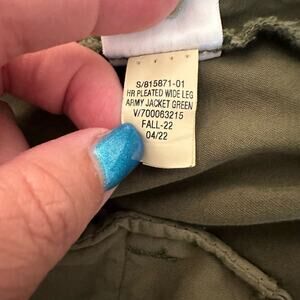 S/815871-01
HR PLEATED WIDE LEG
ARMY JACKET GREEN
V/700063215
FALL-22
04/22